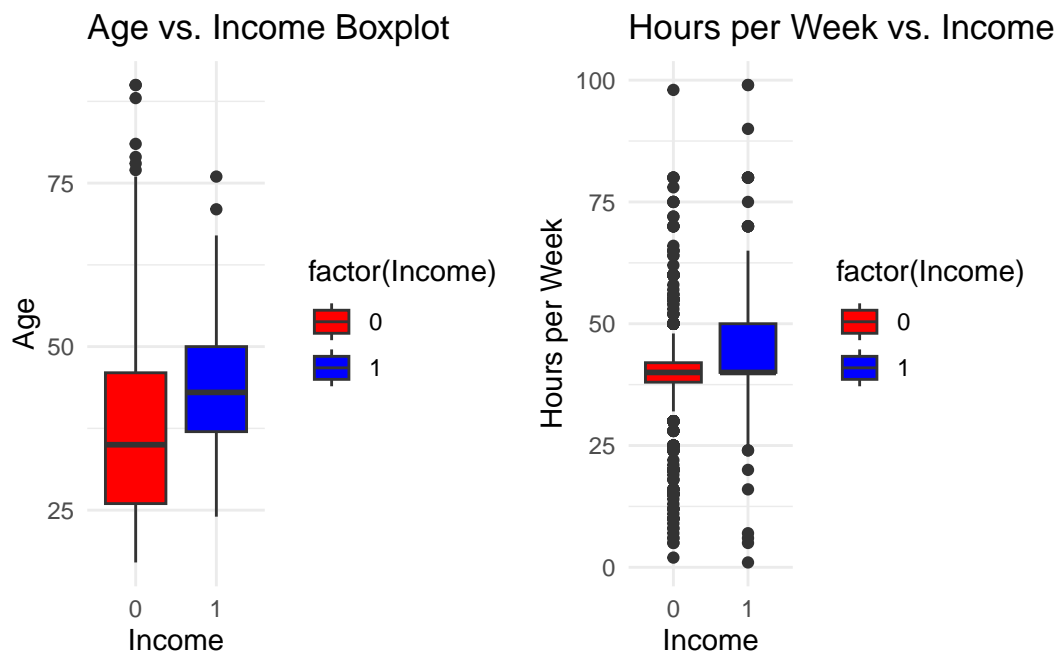 Age vs. Income Boxplot
75
50
25
Age
0 1
Income
factor(Income)
0
1
Hours per Week vs. Income
100
75
50
25
0
Hours per Week
0 1
Income
factor(Income)
0
1